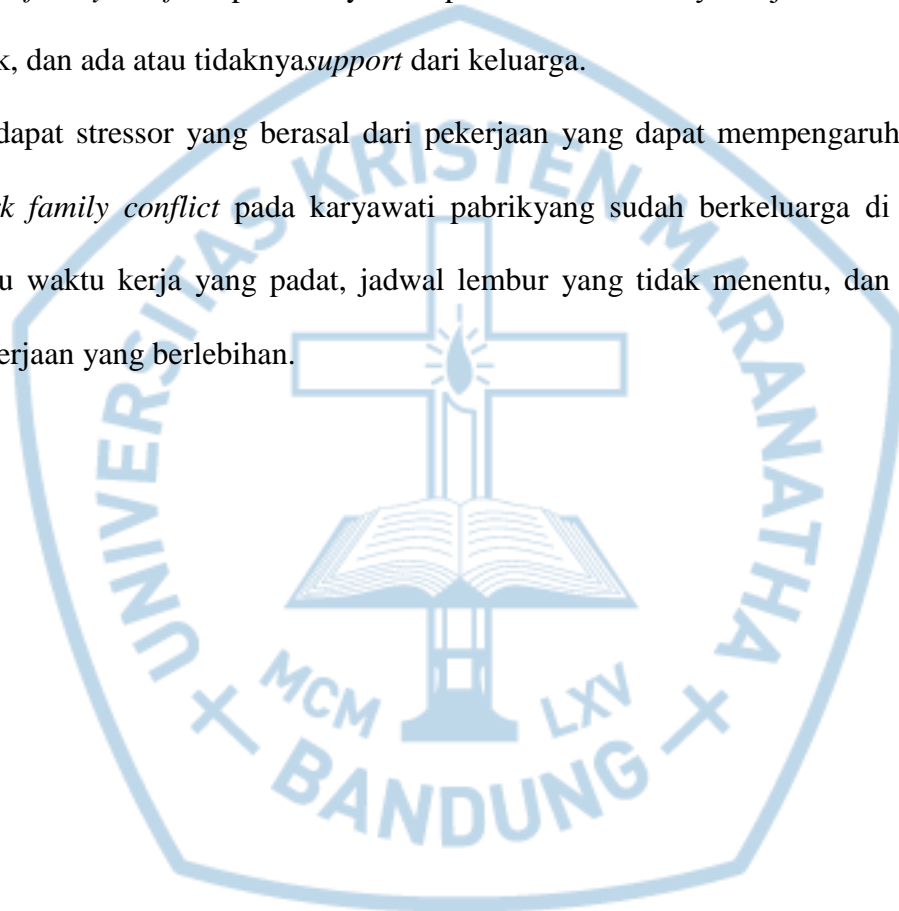 k, dan ada atau tidaknyasupport dari keluarga.
dapat stressor yang berasal dari pekerjaan yang dapat mempengaruh
k family conflict pada karyawati pabrikyang sudah berkeluarga di
u waktu kerja yang padat, jadwal lembur yang tidak menentu, dan
erjaan yang berlebihan.
UNIVERSITAS KRISTEN MARANATHA
MCM LXV
BANDUNG